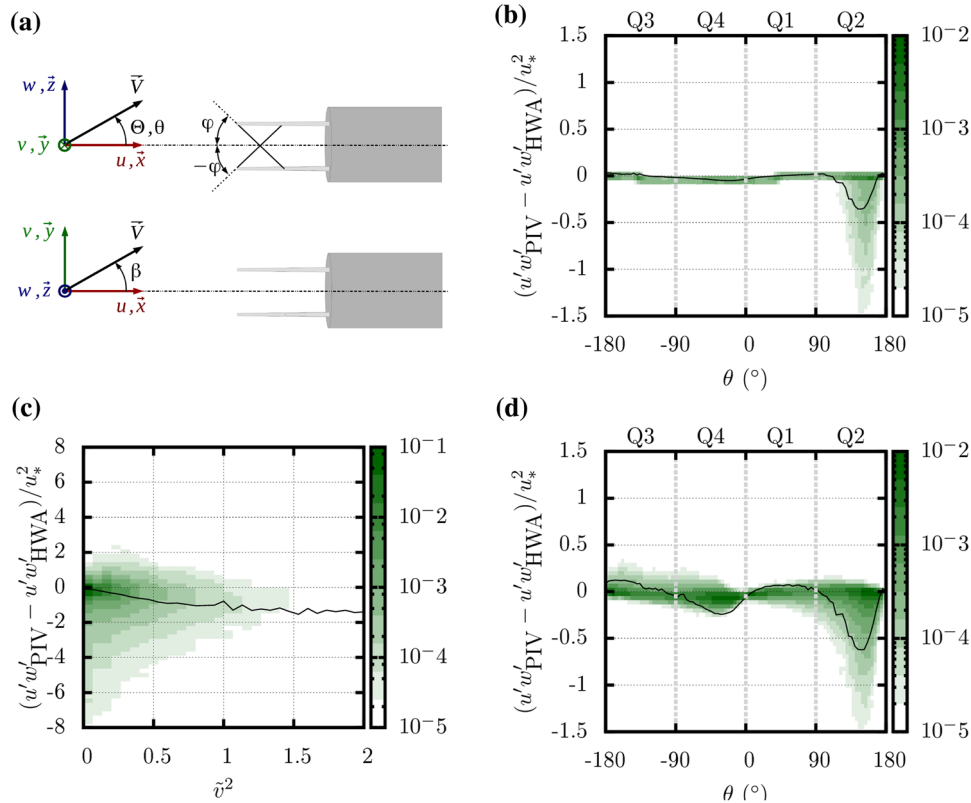 (a)
w , z⃗
V⃗
Θ, θ
v , y⃗
u, x⃗
φ
−φ
v , y⃗
V⃗
β
w , z⃗
u, x⃗
(b)
Q3 Q4 Q1 Q2
(u′w′PIV − u′w′HWA)/u*²
1.5
1
0.5
0
-0.5
-1
-1.5
-180 -90 0 90 180
θ (°)
10⁻²
10⁻³
10⁻⁴
10⁻⁵
(c)
(u′w′PIV − u′w′HWA)/u*²
8
6
4
2
0
-2
-4
-6
-8
0 0.5 1 1.5 2
ṽ²
10⁻¹
10⁻²
10⁻³
10⁻⁴
10⁻⁵
(d)
Q3 Q4 Q1 Q2
(u′w′PIV − u′w′HWA)/u*²
1.5
1
0.5
0
-0.5
-1
-1.5
-180 -90 0 90 180
θ (°)
10⁻²
10⁻³
10⁻⁴
10⁻⁵